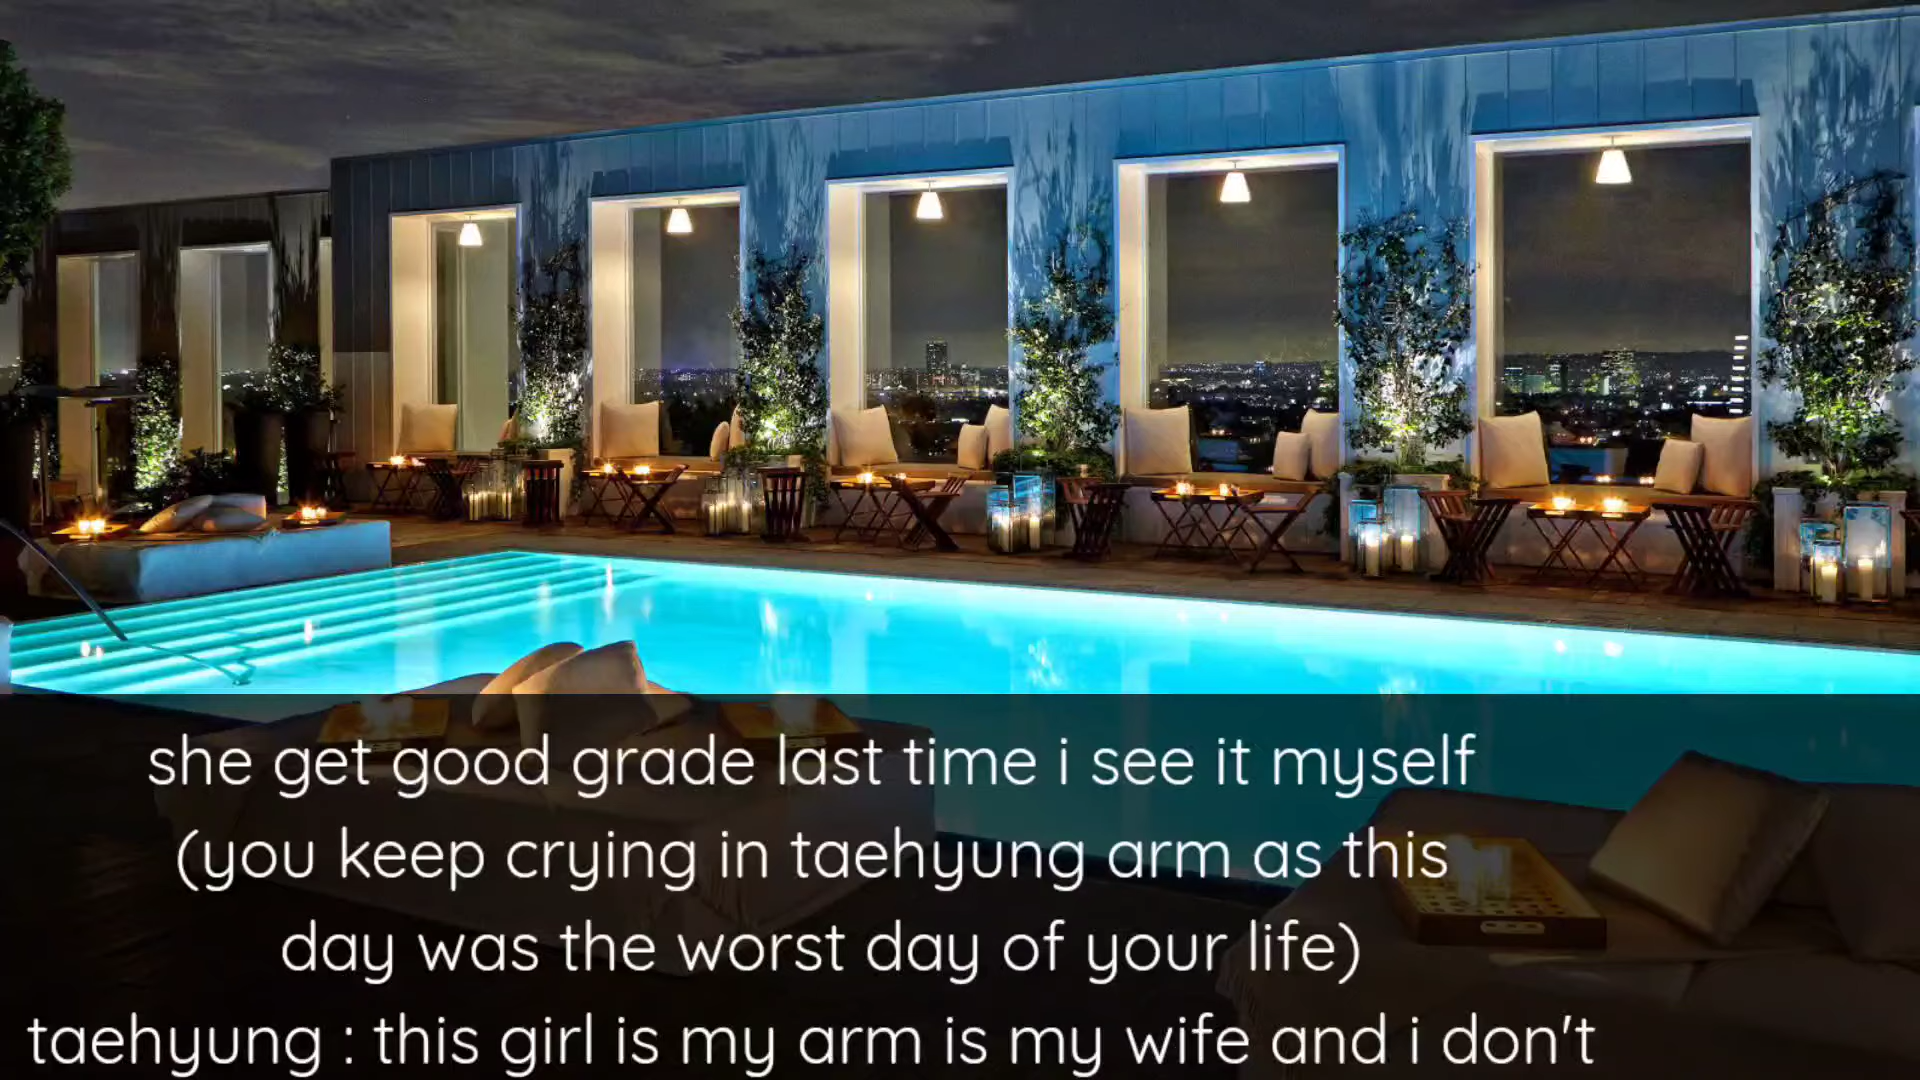 she get good grade last time i see it myself
(you keep crying in taehyung arm as this
day was the worst day of your life)
taehyung : this girl is my arm is my wife and i don't